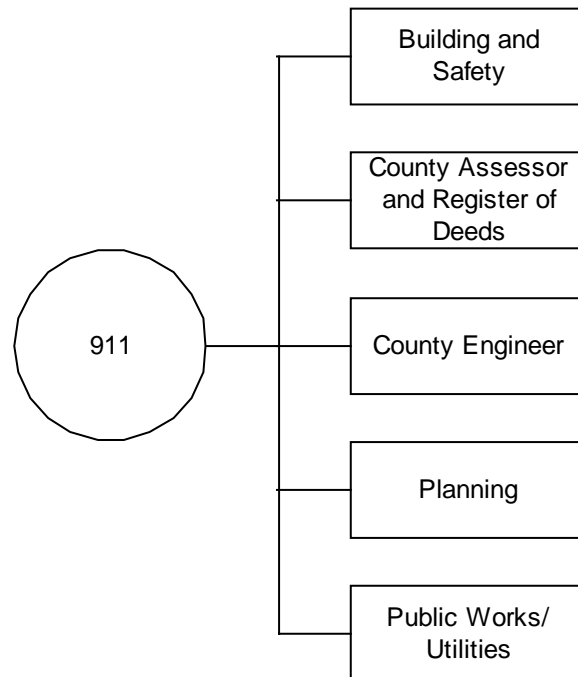 Building and
Safety
County Assessor
and Register of
Deeds
911
County Engineer
Planning
Public Works/
Utilities